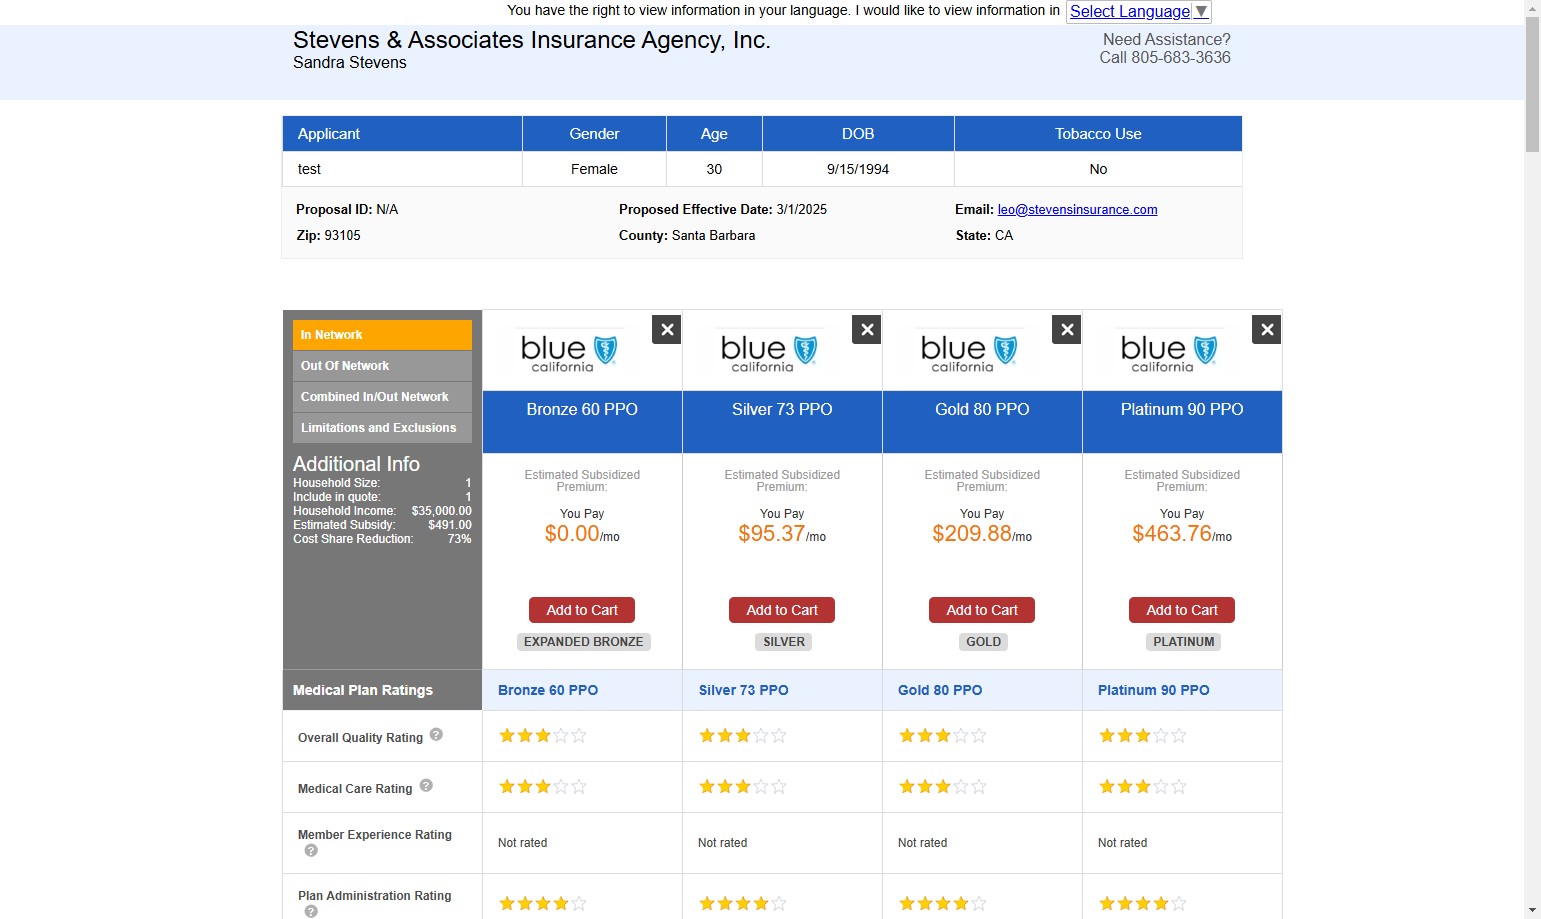 You have the right to view information in your language. I would like to view information in Select Language ▼
Stevens & Associates Insurance Agency, Inc.
Sandra Stevens
Need Assistance?
Call 805-683-3636
Applicant Gender Age DOB Tobacco Use
test Female 30 9/15/1994 No
Proposal ID: N/A Proposed Effective Date: 3/1/2025 Email: leo@stevensinsurance.com
Zip: 93105 County: Santa Barbara State: CA
In Network
Out Of Network
Combined In/Out Network
Limitations and Exclusions
Additional Info
Household Size: 1
Include in quote: 1
Household Income: $35,000.00
Estimated Subsidy: $491.00
Cost Share Reduction: 73%
blue california
Bronze 60 PPO
Estimated Subsidized Premium:
You Pay
$0.00/mo
Add to Cart
EXPANDED BRONZE
blue california
Silver 73 PPO
Estimated Subsidized Premium:
You Pay
$95.37/mo
Add to Cart
SILVER
blue california
Gold 80 PPO
Estimated Subsidized Premium:
You Pay
$209.88/mo
Add to Cart
GOLD
blue california
Platinum 90 PPO
Estimated Subsidized Premium:
You Pay
$463.76/mo
Add to Cart
PLATINUM
Medical Plan Ratings Bronze 60 PPO Silver 73 PPO Gold 80 PPO Platinum 90 PPO
Overall Quality Rating ?
Medical Care Rating ?
Member Experience Rating ? Not rated Not rated Not rated Not rated
Plan Administration Rating ?